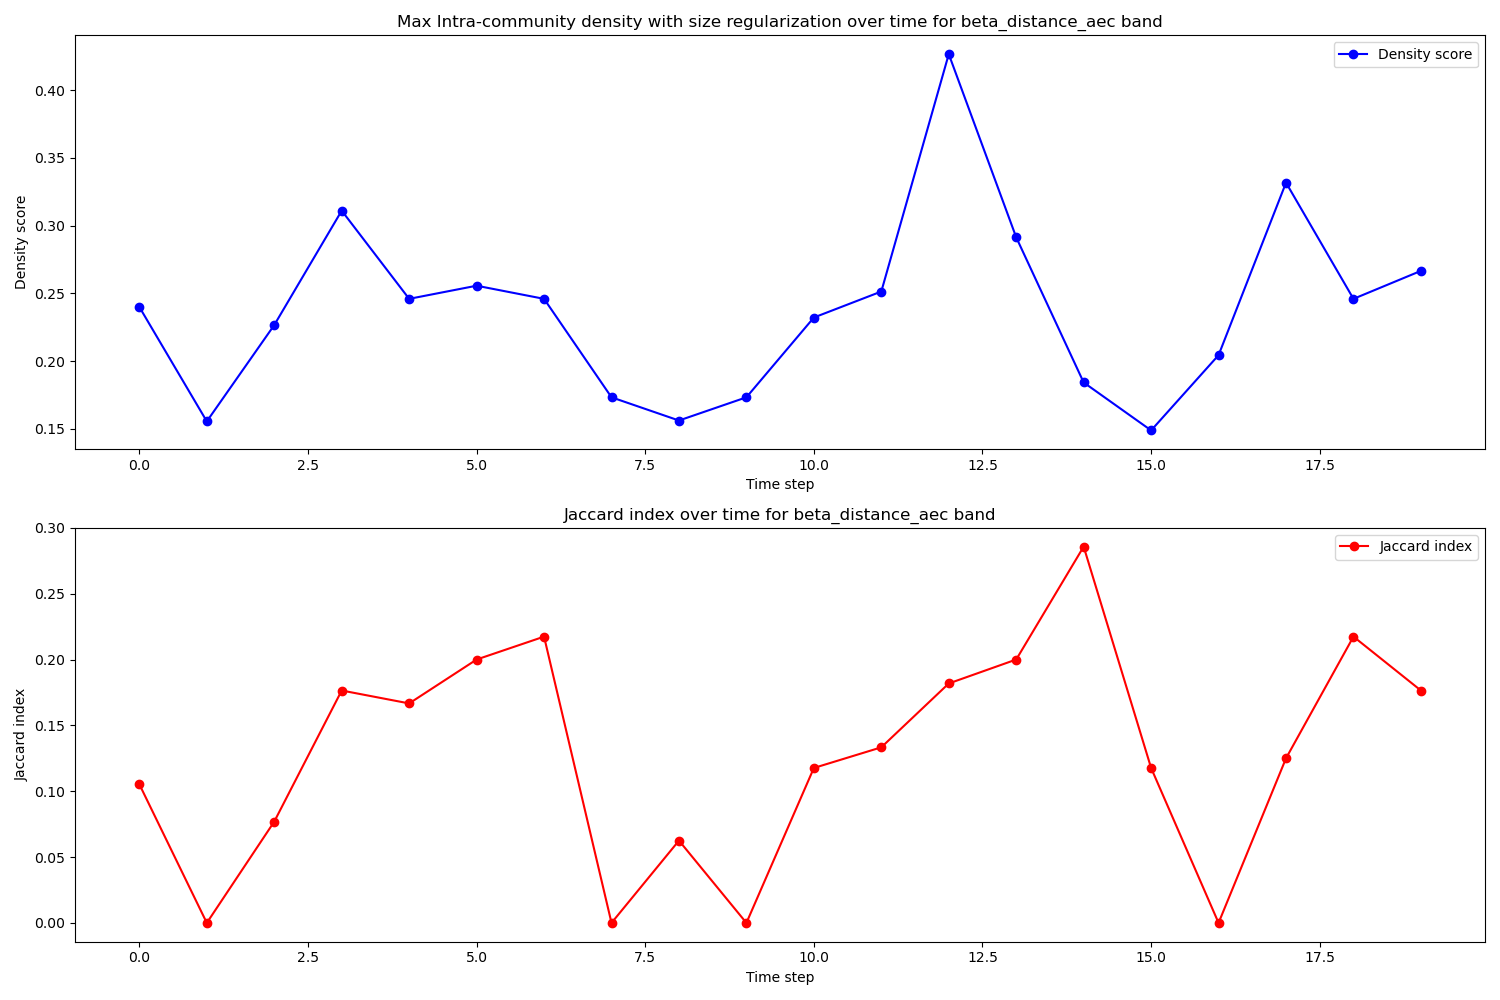 Max Intra-community density with size regularization over time for beta_distance_aec band
Density score
0.40
0.35
0.30
0.25
0.20
0.15
Density score
0.0 2.5 5.0 7.5 10.0 12.5 15.0 17.5
Time step
Jaccard index over time for beta_distance_aec band
Jaccard index
0.30
0.25
0.20
0.15
0.10
0.05
0.00
Jaccard index
0.0 2.5 5.0 7.5 10.0 12.5 15.0 17.5
Time step